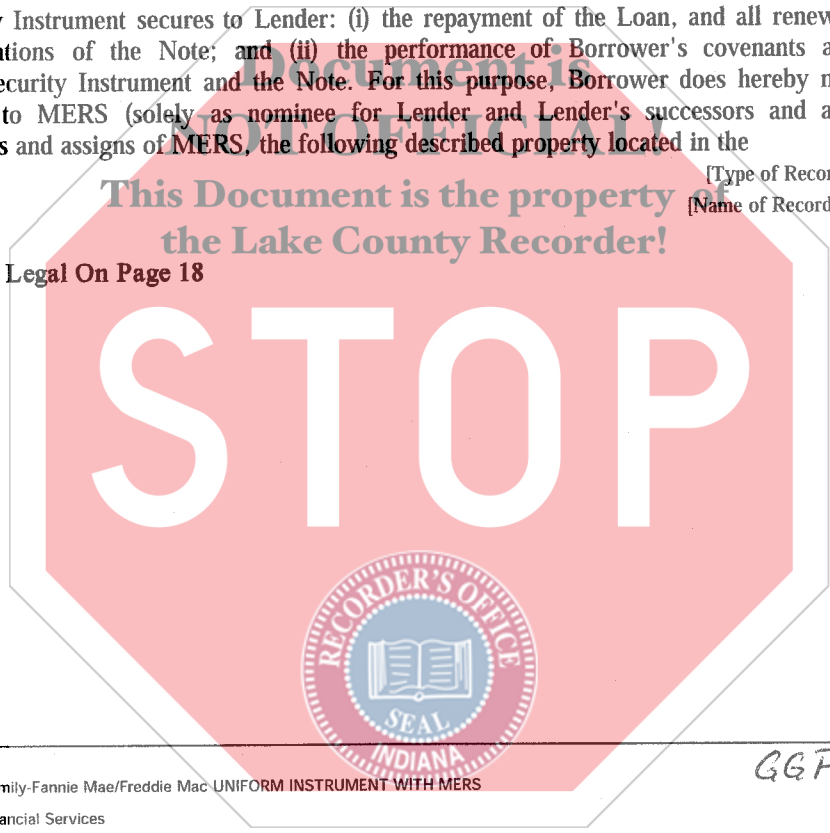 Instrument secures to Lender: (i) the repayment of the Loan, and all renew
ations of the Note; and (ii) the performance of Borrower's covenants a
ecurity Instrument and the Note. For this purpose, Borrower does hereby m
to MERS (solely as nominee for Lender and Lender's successors and a
s and assigns of MERS, the following described property located in the
[Type of Recor
[Name of Record
Document is
NOT OFFICIAL!
This Document is the property of
the Lake County Recorder!
Legal On Page 18
STOP
RECORDER'S OFFICE
SEAL
INDIANA
GGF
mily-Fannie Mae/Freddie Mac UNIFORM INSTRUMENT WITH MERS
ancial Services